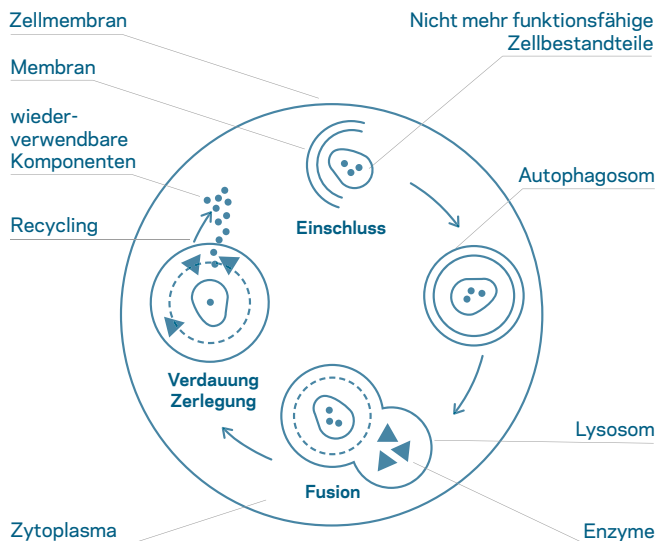 Zellmembran
Nicht mehr funktionsfähige
Zellbestandteile
Membran
wieder-
verwendbare
Komponenten
Autophagosom
Recycling
Einschluss
Verdauung
Zerlegung
Lysosom
Fusion
Zytoplasma
Enzyme